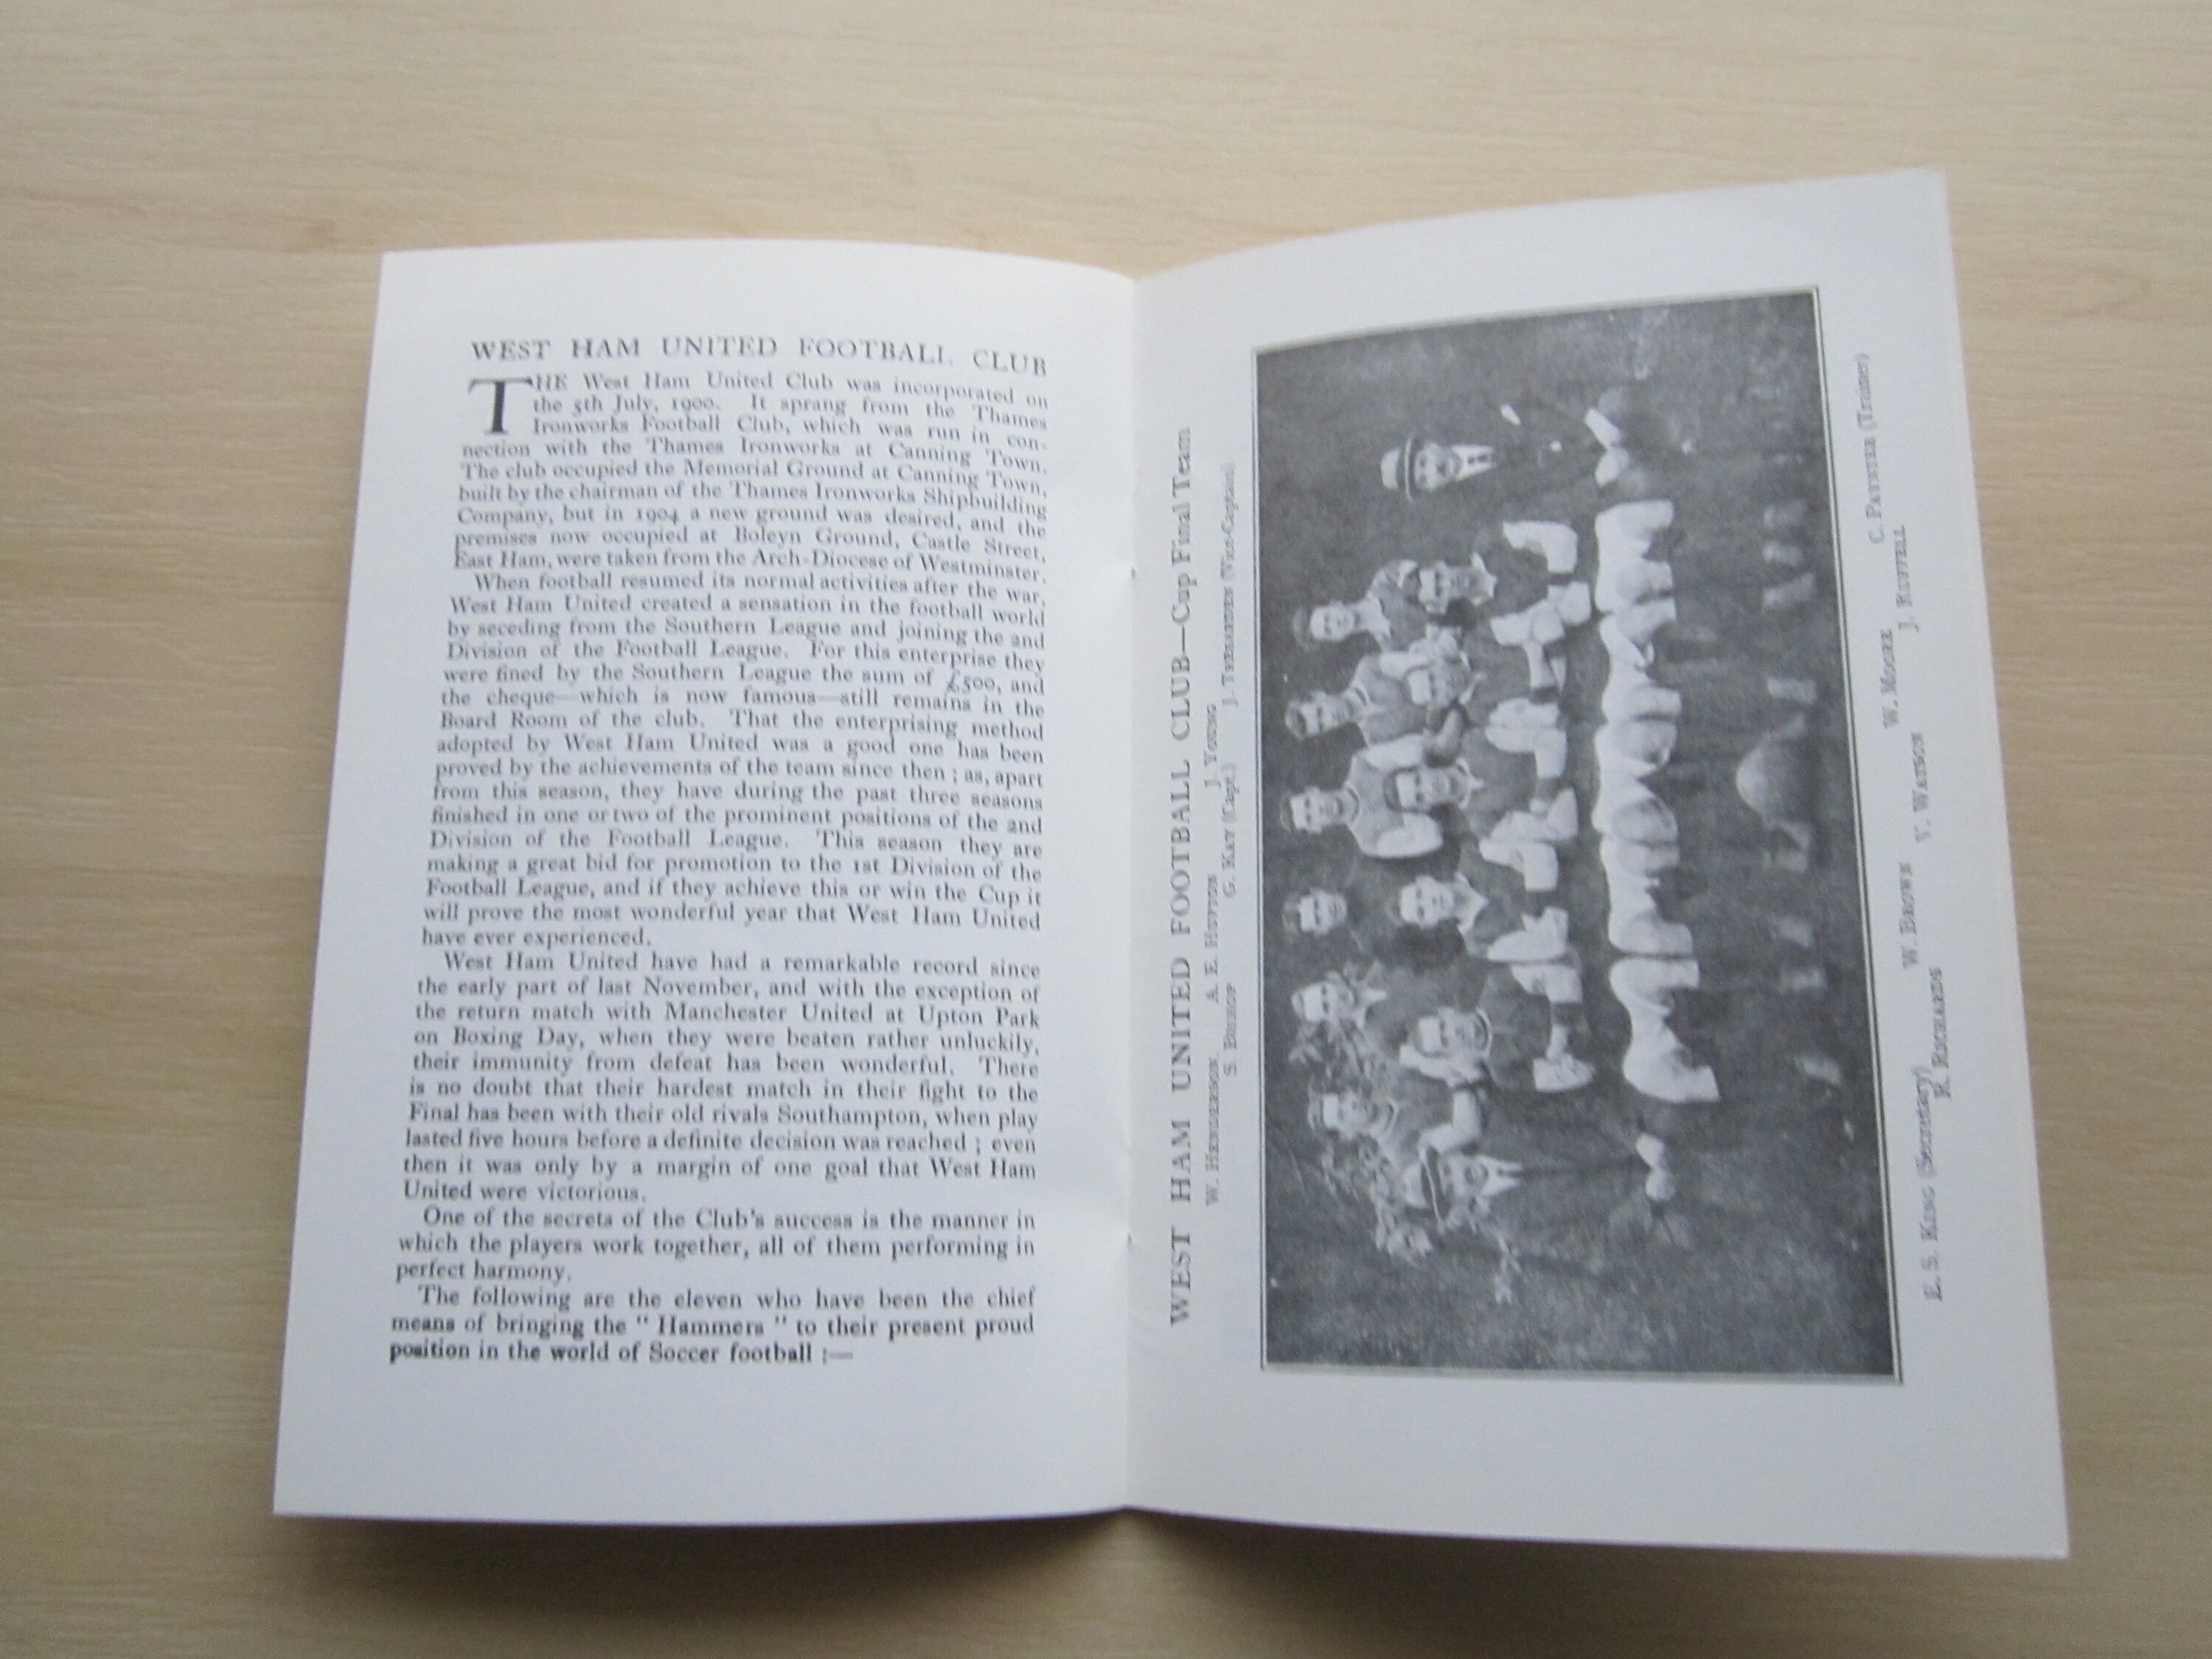 WEST HAM UNITED FOOTBALL CLUB
THE West Ham United Club was incorporated on
the 5th July, 1900. It sprang from the Thames
Ironworks Football Club, which was run in con-
nection with the Thames Ironworks at Canning Town.
The club occupied the Memorial Ground at Canning Town,
built by the chairman of the Thames Ironworks Shipbuilding
Company, but in 1904 a new ground was desired, and the
premises now occupied at Boleyn Ground, Castle Street,
East Ham, were taken from the Arch-Diocese of Westminster.
When football resumed its normal activities after the war,
West Ham United created a sensation in the football world
by seceding from the Southern League and joining the 2nd
Division of the Football League. For this enterprise they
were fined by the Southern League the sum of £500, and
the cheque—which is now famous—still remains in the
Board Room of the club. That the enterprising method
adopted by West Ham United was a good one has been
proved by the achievements of the team since then ; as, apart
from this season, they have during the past three seasons
finished in one or two of the prominent positions of the 2nd
Division of the Football League. This season they are
making a great bid for promotion to the 1st Division of the
Football League, and if they achieve this or win the Cup it
will prove the most wonderful year that West Ham United
have ever experienced.
West Ham United have had a remarkable record since
the early part of last November, and with the exception of
the return match with Manchester United at Upton Park
on Boxing Day, when they were beaten rather unluckily,
their immunity from defeat has been wonderful. There
is no doubt that their hardest match in their fight to the
Final has been with their old rivals Southampton, when play
lasted five hours before a definite decision was reached ; even
then it was only by a margin of one goal that West Ham
United were victorious.
One of the secrets of the Club's success is the manner in
which the players work together, all of them performing in
perfect harmony.
The following are the eleven who have been the chief
means of bringing the " Hammers " to their present proud
position in the world of Soccer football :—
WEST HAM UNITED FOOTBALL CLUB—Cup Final Team
W. HENDERSON A. E. HUFTON J. YOUNG
S. BISHOP G. KAY (Capt.) J. TRESADERN (Vice-Captain)
E. S. KING (Secretary) W. BROWN W. MOORE C. PAYNTER (Trainer)
R. RICHARDS V. WATSON J. RUFFELL